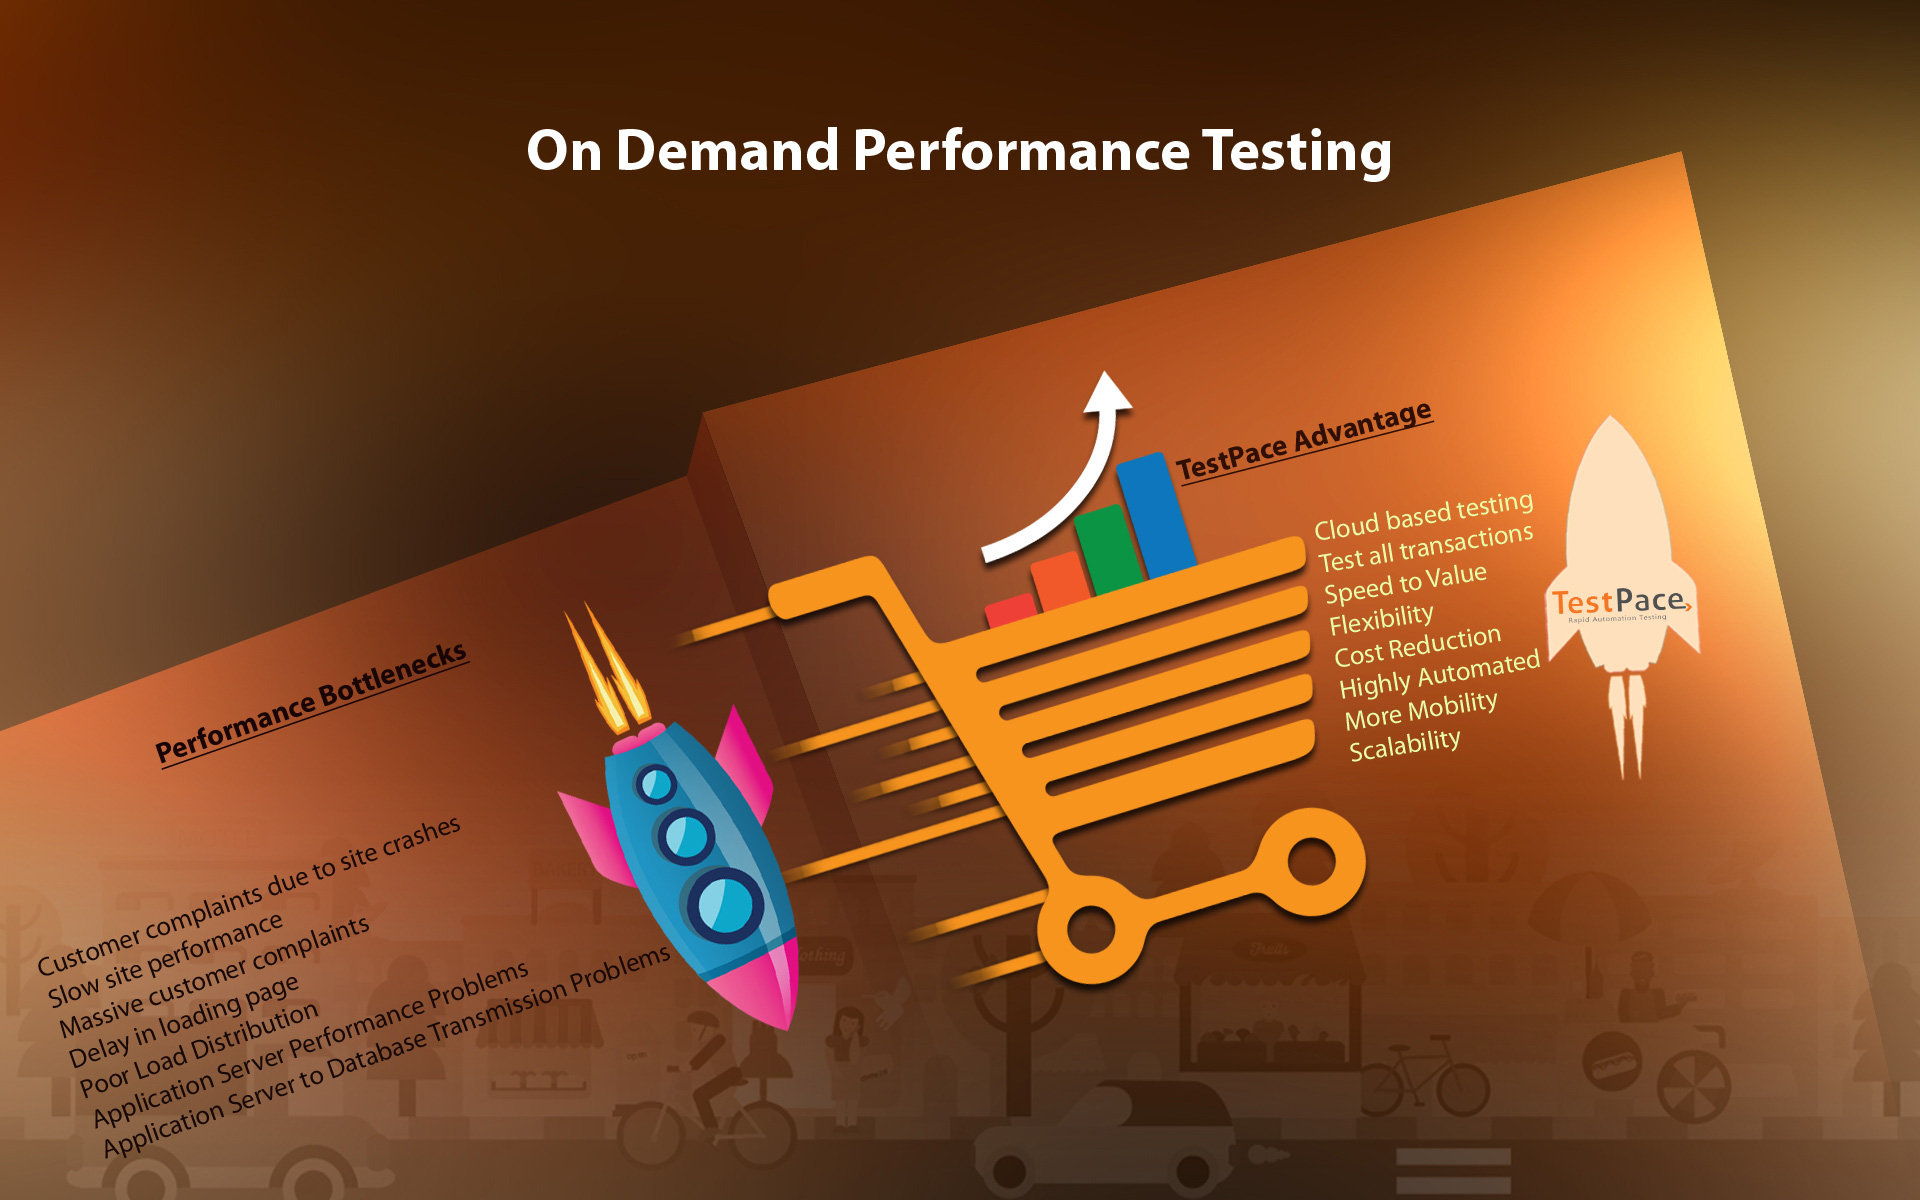 On Demand Performance Testing
Performance Bottlenecks
Customer complaints due to site crashes
Slow site performance
Massive customer complaints
Delay in loading page
Poor Load Distribution
Application Server Performance Problems
Application Server to Database Transmission Problems
TestPace Advantage
Cloud based testing
Test all transactions
Speed to Value
Flexibility
Cost Reduction
Highly Automated
More Mobility
Scalability
TestPace
Rapid Automation Testing
Fruits